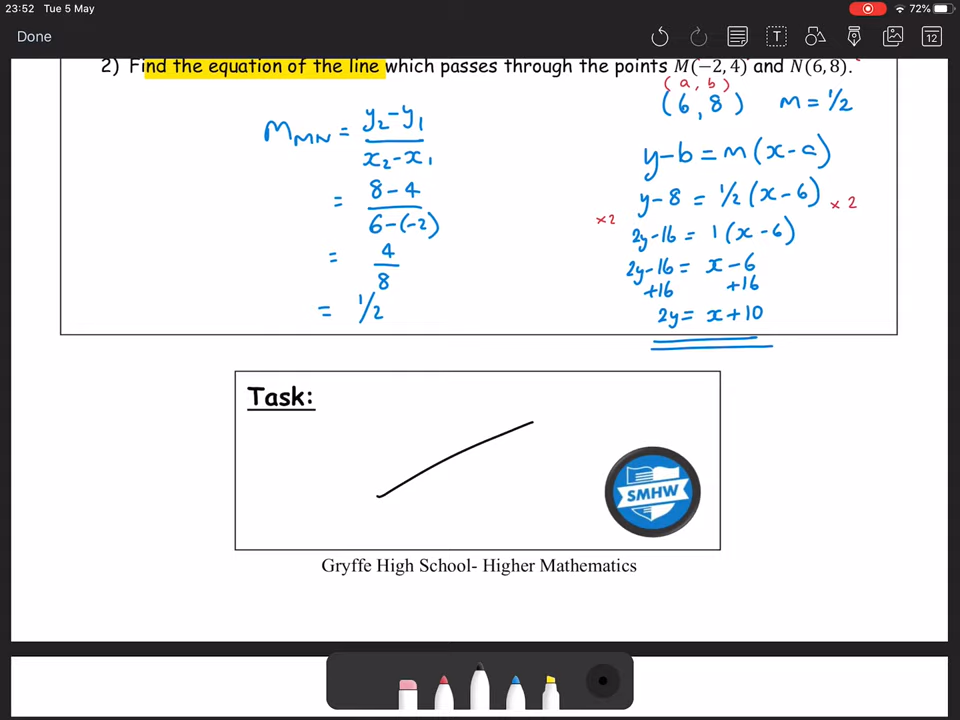 23:52 Tue 5 May 72%
Done T 12
2) Find the equation of the line which passes through the points M(−2, 4) and N(6, 8).
( a , b )
(6, 8) m = 1/2
m_MN = y₂ − y₁ / x₂ − x₁
= 8 − 4 / 6 − (−2)
= 4 / 8
= 1/2
y − b = m(x − a)
y − 8 = 1/2 (x − 6) × 2
×2
2y − 16 = 1(x − 6)
2y − 16 = x − 6
+16 +16
2y = x + 10
Task:
SMHW
Gryffe High School- Higher Mathematics